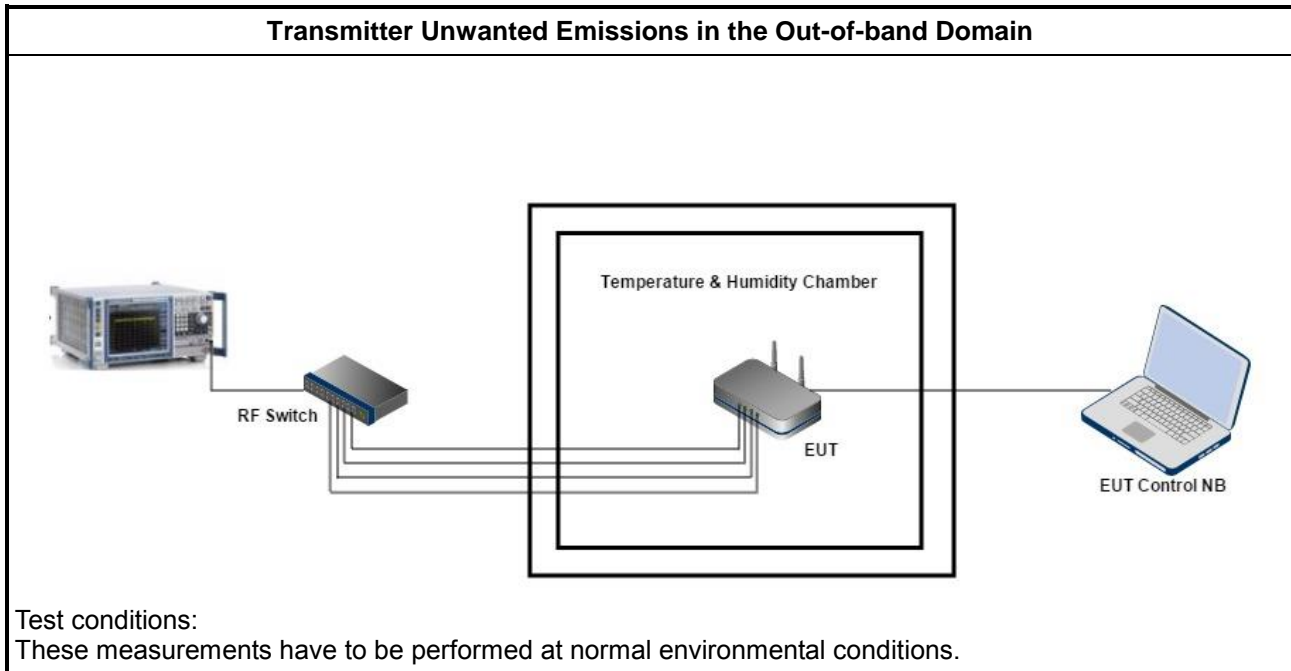 Transmitter Unwanted Emissions in the Out-of-band Domain
Temperature & Humidity Chamber
RF Switch
EUT
EUT Control NB
Test conditions:
These measurements have to be performed at normal environmental conditions.